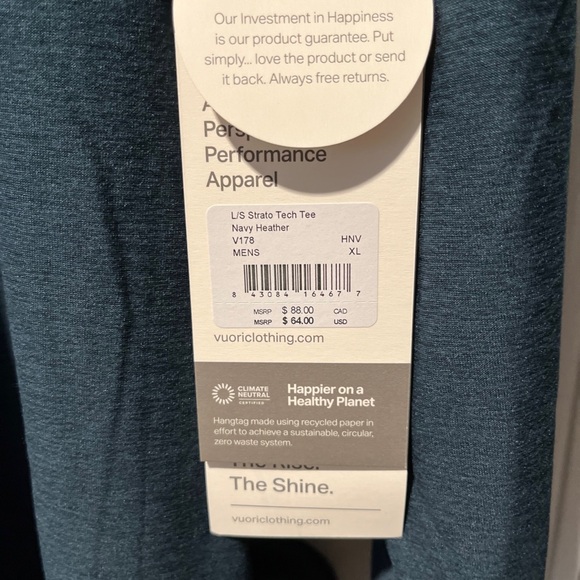 Our Investment in Happiness
is our product guarantee. Put
simply... love the product or send
it back. Always free returns.
Performance
Apparel
L/S Strato Tech Tee
Navy Heather
V178 HNV
MENS XL
8 43084 16467 7
MSRP $ 88.00 CAD
MSRP $ 64.00 USD
vuoriclothing.com
CLIMATE
NEUTRAL
CERTIFIED
Happier on a
Healthy Planet
Hangtag made using recycled paper in
effort to achieve a sustainable, circular,
zero waste system.
The Rise.
The Shine.
vuoriclothing.com